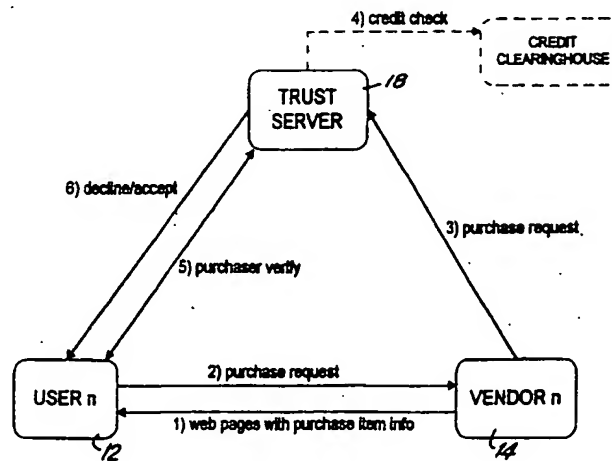 4) credit check
CREDIT
CLEARINGHOUSE
18
TRUST
SERVER
6) decline/accept
3) purchase request
5) purchaser verify
2) purchase request
USER n
VENDOR n
1) web pages with purchase item info
12
14